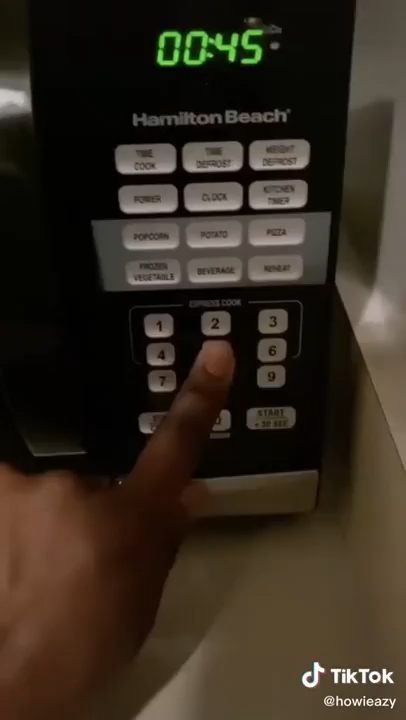 00:45
Hamilton Beach®
TIME COOK TIME DEFROST WEIGHT DEFROST
POWER CLOCK KITCHEN TIMER
POPCORN POTATO PIZZA
FROZEN VEGETABLE BEVERAGE REHEAT
EXPRESS COOK
1 2 3
4 6
7 9
START +30 SEC
TikTok
@howieazy